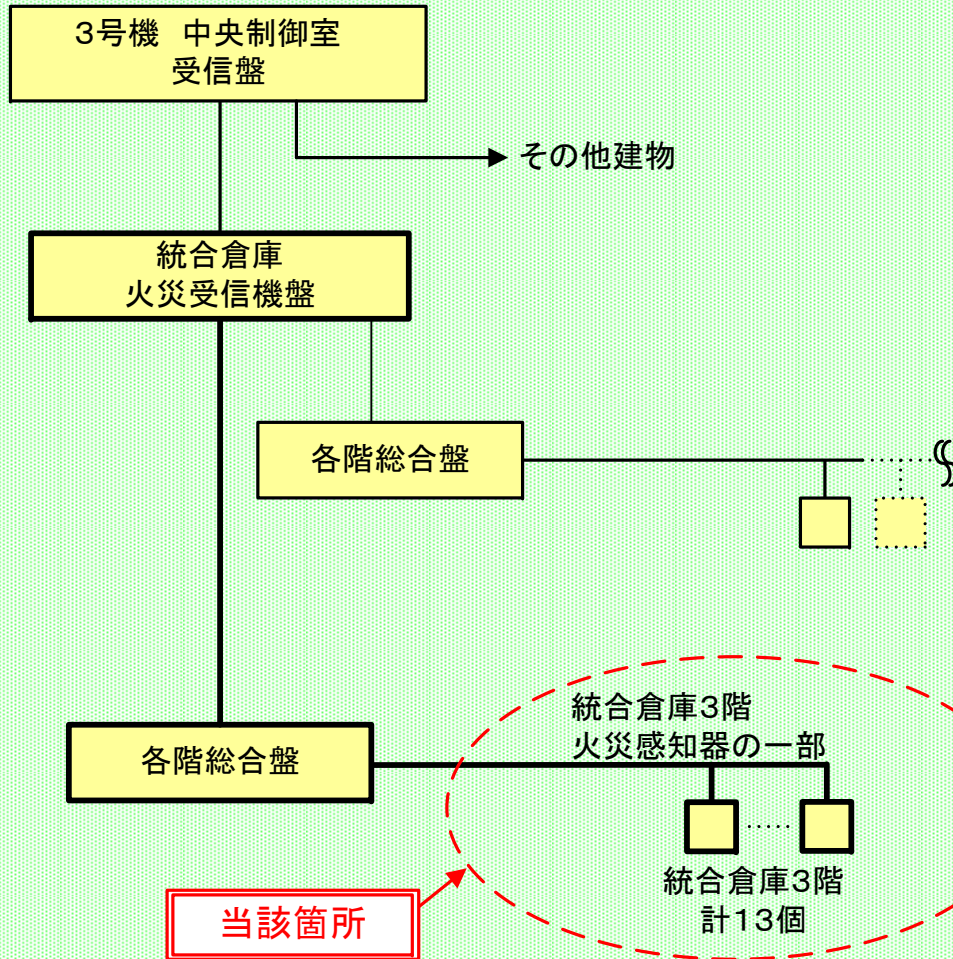 3号機　中央制御室
受信盤
その他建物
統合倉庫
火災受信機盤
各階総合盤
統合倉庫3階
火災感知器の一部
各階総合盤
統合倉庫3階
計13個
当該箇所